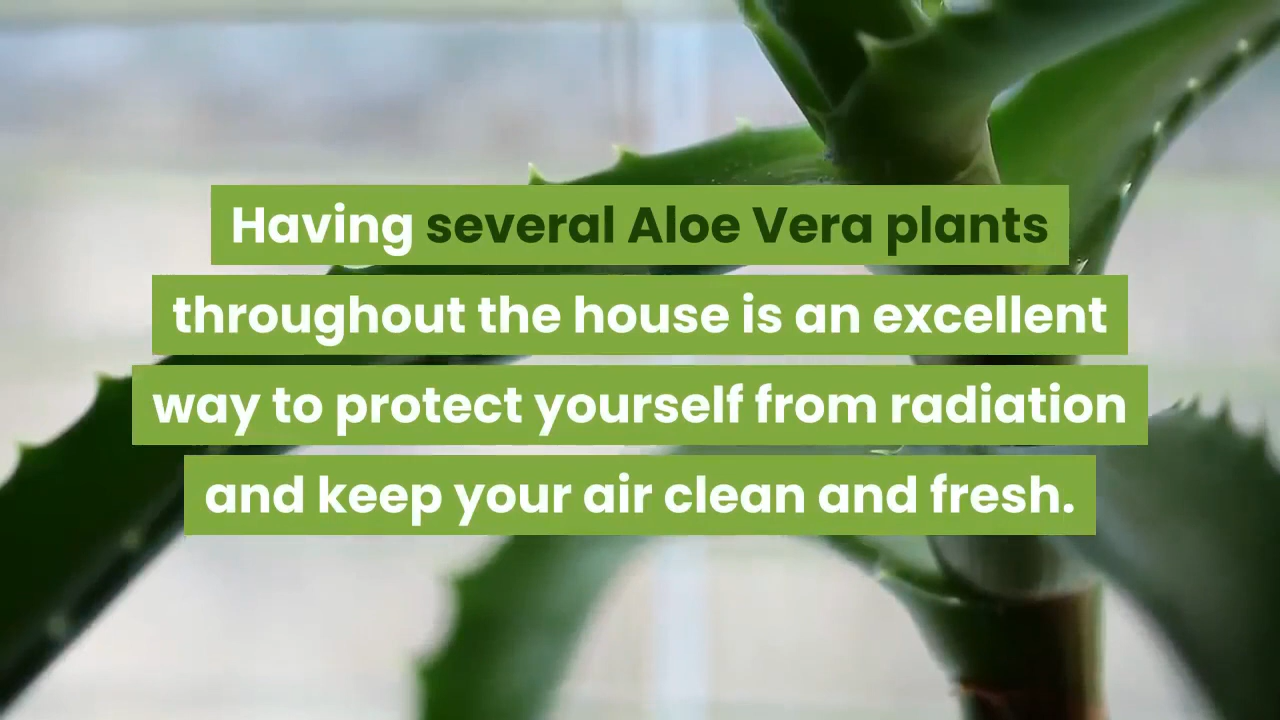 Having several Aloe Vera plants
throughout the house is an excellent
way to protect yourself from radiation
and keep your air clean and fresh.